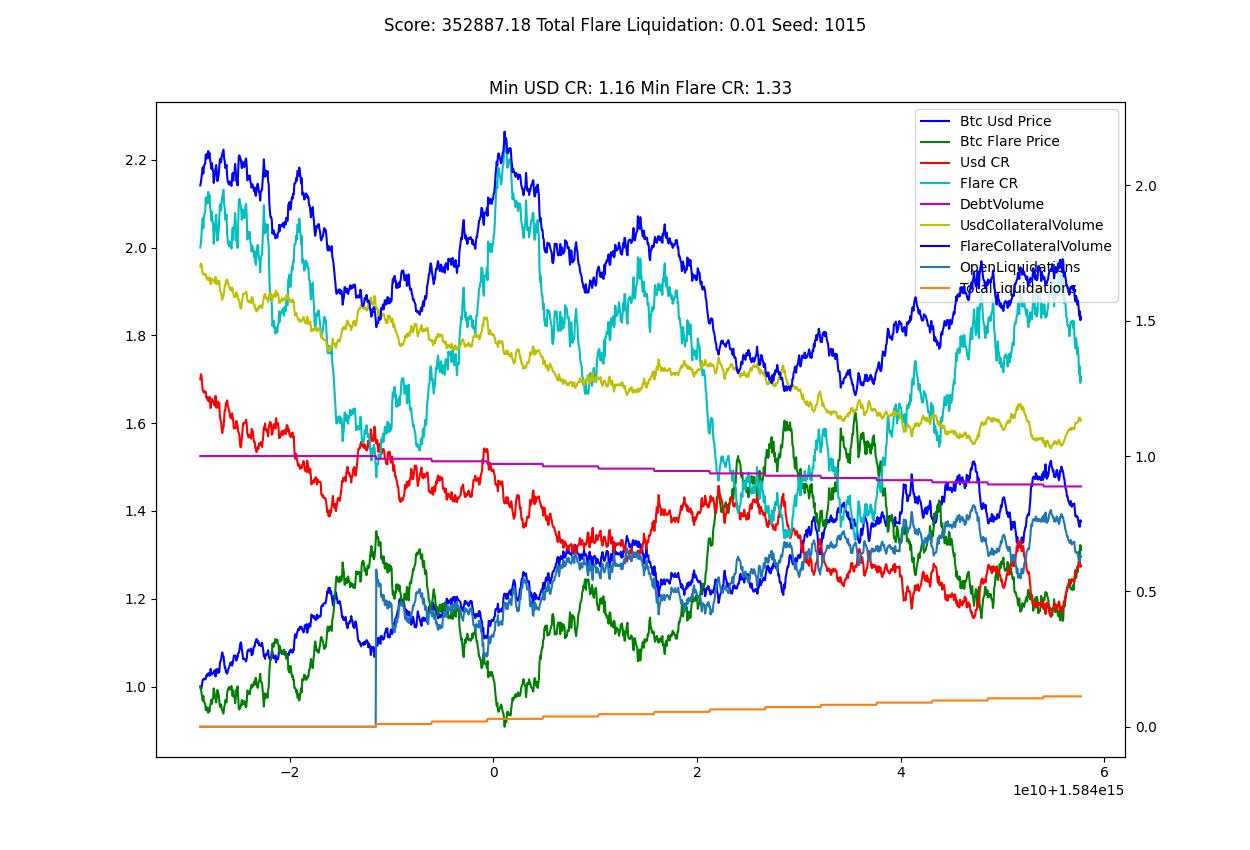 Score: 352887.18 Total Flare Liquidation: 0.01 Seed: 1015
Min USD CR: 1.16 Min Flare CR: 1.33
Btc Usd Price
Btc Flare Price
Usd CR
Flare CR
DebtVolume
UsdCollateralVolume
FlareCollateralVolume
OpenLiquidations
TotalLiquidations
2.2
2.0
1.8
1.6
1.4
1.2
1.0
2.0
1.5
1.0
0.5
0.0
−2 0 2 4 6
1e10+1.584e15